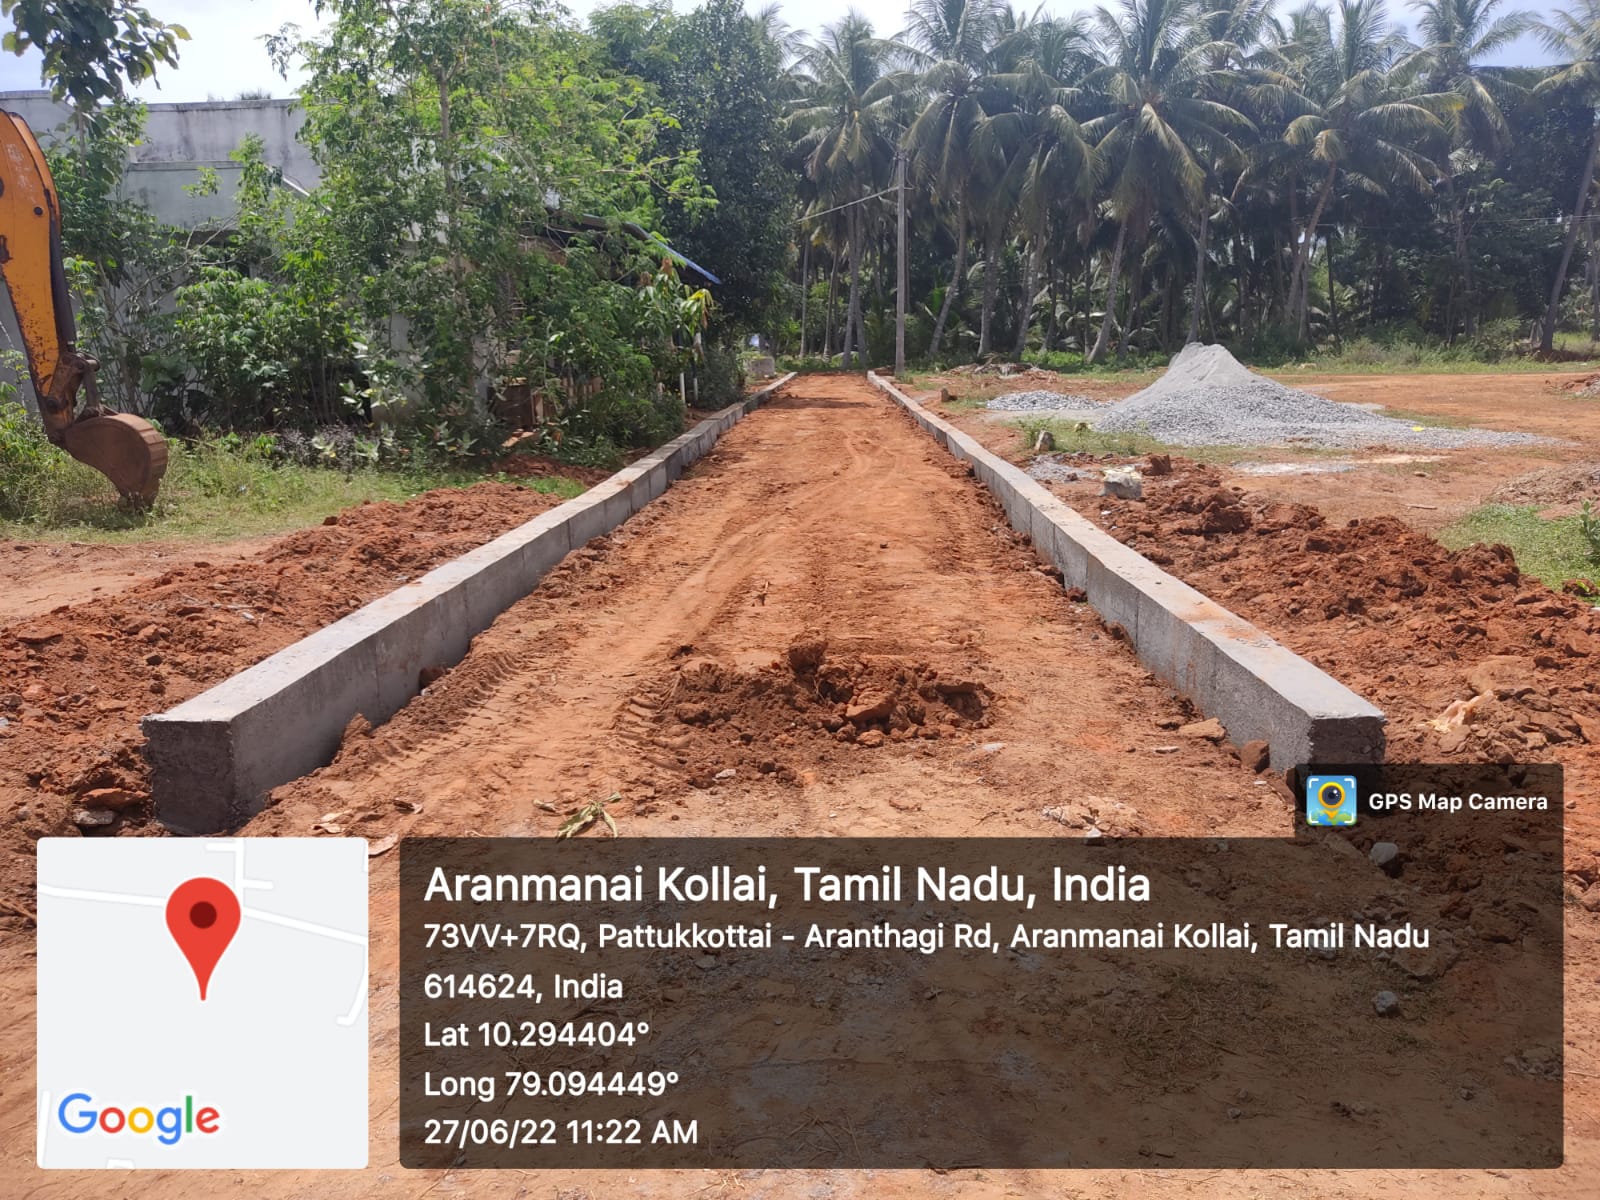 GPS Map Camera
Aranmanai Kollai, Tamil Nadu, India
73VV+7RQ, Pattukkottai - Aranthagi Rd, Aranmanai Kollai, Tamil Nadu
614624, India
Lat 10.294404°
Long 79.094449°
27/06/22 11:22 AM
Google